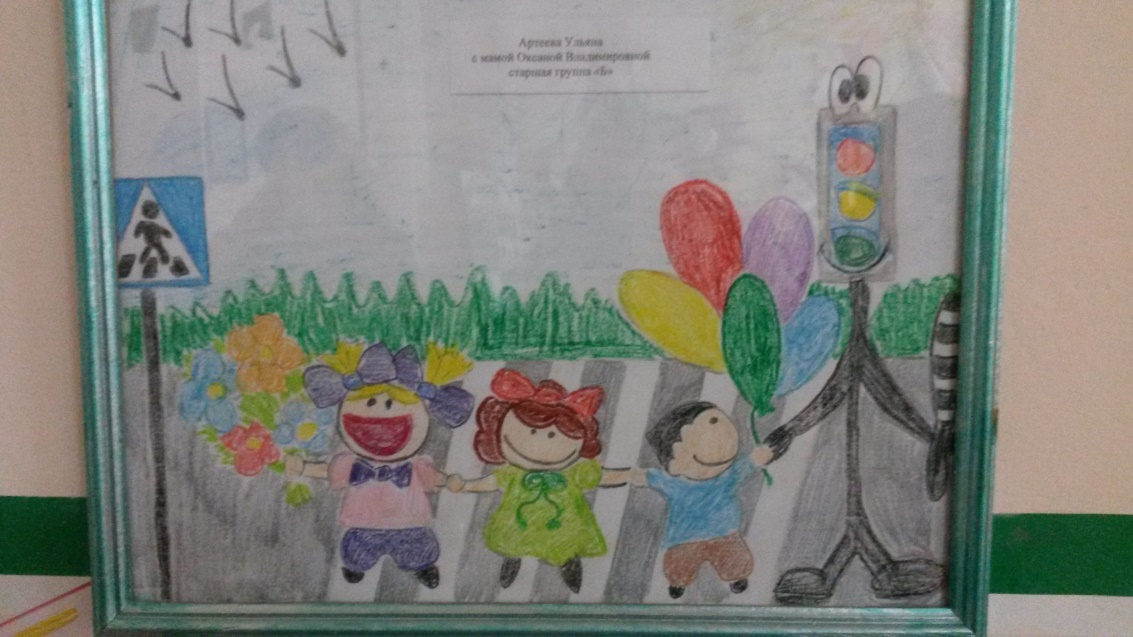 Артеева Ульяна
с мамой Оксаной Владимировной
старшая группа «Б»